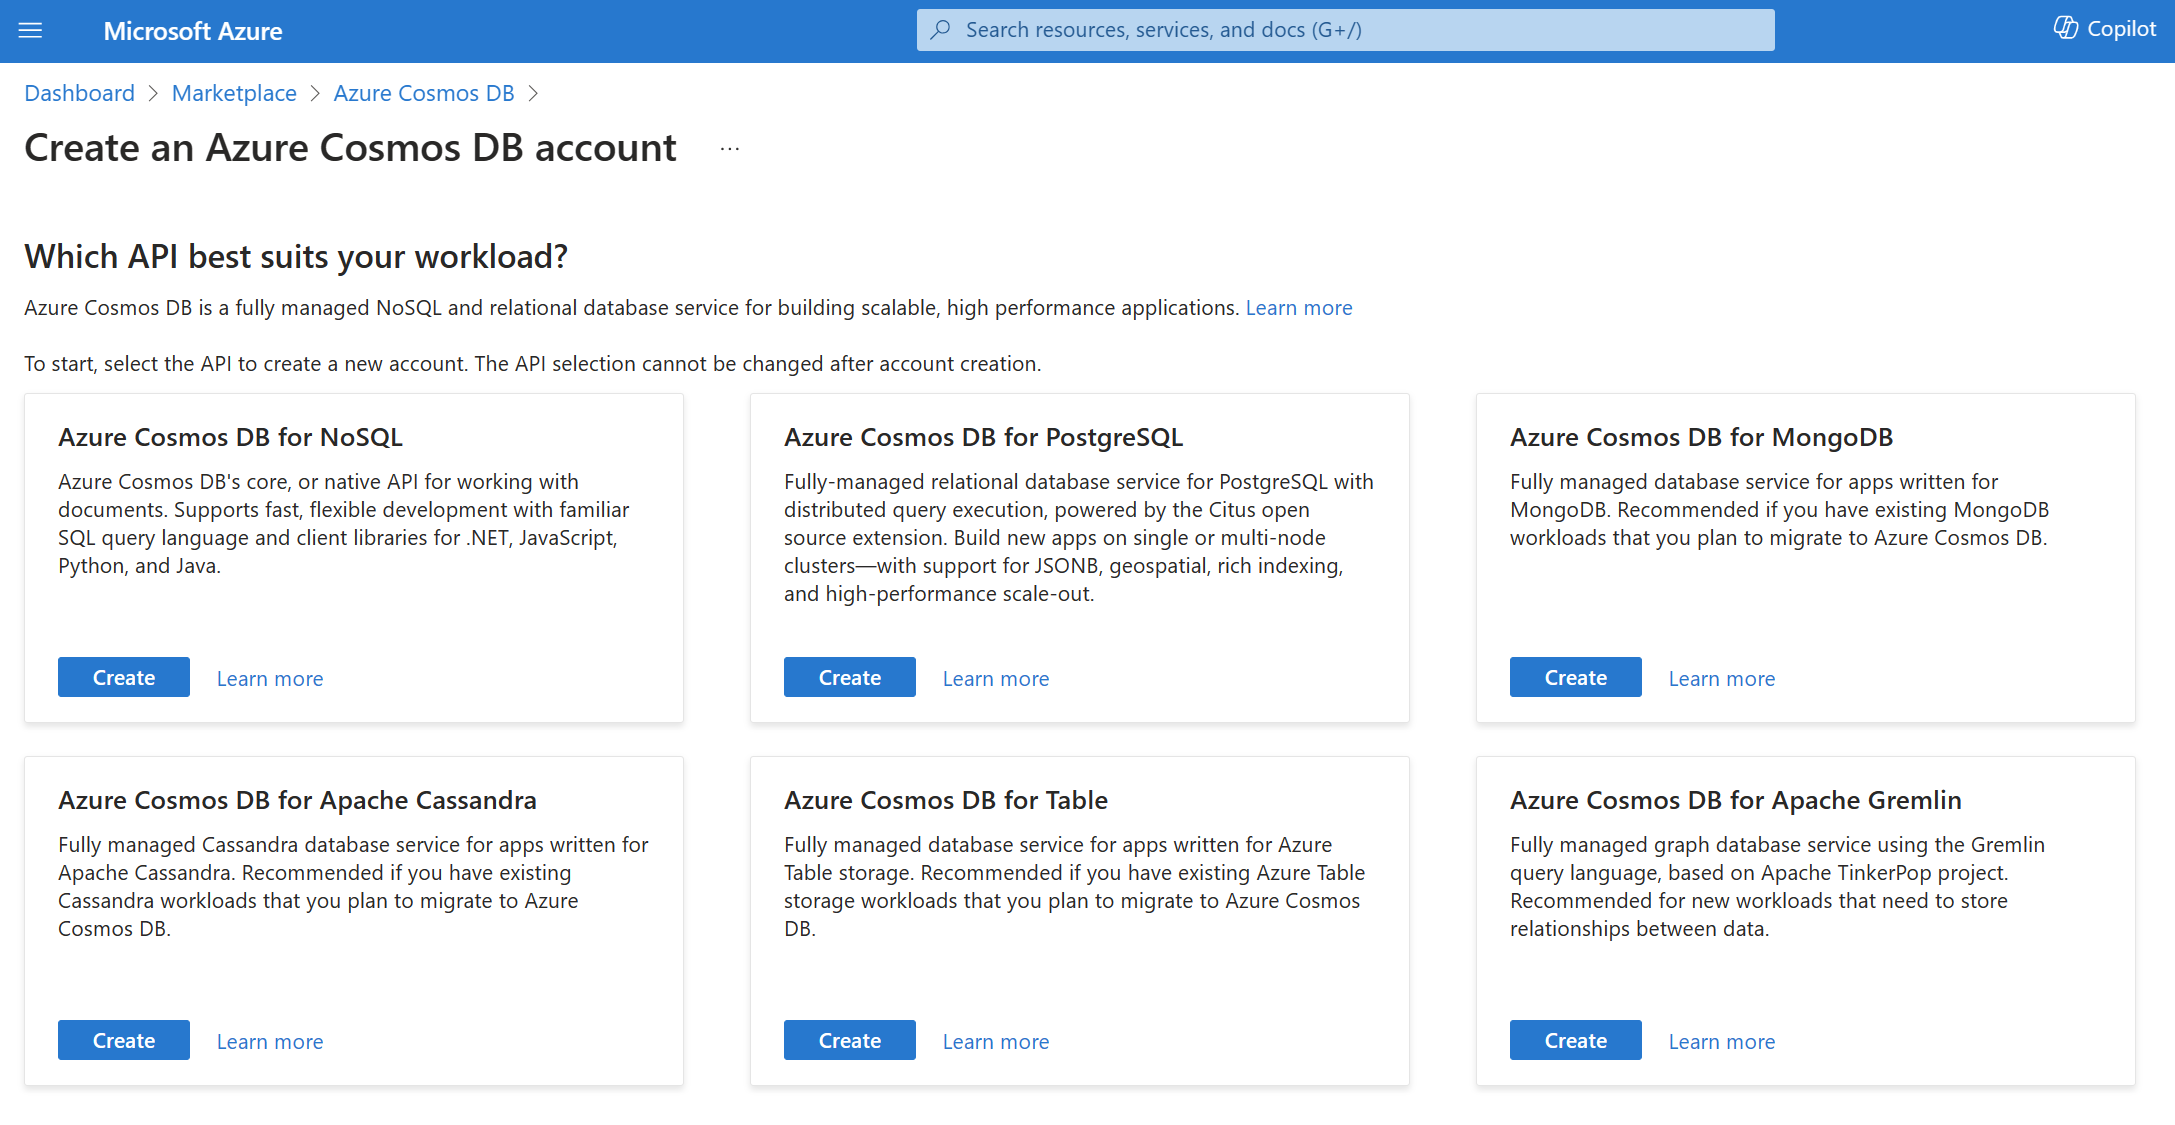 Microsoft Azure
Search resources, services, and docs (G+/)
Copilot
Dashboard > Marketplace > Azure Cosmos DB >
Create an Azure Cosmos DB account ...
Which API best suits your workload?
Azure Cosmos DB is a fully managed NoSQL and relational database service for building scalable, high performance applications. Learn more
To start, select the API to create a new account. The API selection cannot be changed after account creation.
Azure Cosmos DB for NoSQL
Azure Cosmos DB's core, or native API for working with
documents. Supports fast, flexible development with familiar
SQL query language and client libraries for .NET, JavaScript,
Python, and Java.
Create Learn more
Azure Cosmos DB for PostgreSQL
Fully-managed relational database service for PostgreSQL with
distributed query execution, powered by the Citus open
source extension. Build new apps on single or multi-node
clusters—with support for JSONB, geospatial, rich indexing,
and high-performance scale-out.
Create Learn more
Azure Cosmos DB for MongoDB
Fully managed database service for apps written for
MongoDB. Recommended if you have existing MongoDB
workloads that you plan to migrate to Azure Cosmos DB.
Create Learn more
Azure Cosmos DB for Apache Cassandra
Fully managed Cassandra database service for apps written for
Apache Cassandra. Recommended if you have existing
Cassandra workloads that you plan to migrate to Azure
Cosmos DB.
Create Learn more
Azure Cosmos DB for Table
Fully managed database service for apps written for Azure
Table storage. Recommended if you have existing Azure Table
storage workloads that you plan to migrate to Azure Cosmos
DB.
Create Learn more
Azure Cosmos DB for Apache Gremlin
Fully managed graph database service using the Gremlin
query language, based on Apache TinkerPop project.
Recommended for new workloads that need to store
relationships between data.
Create Learn more